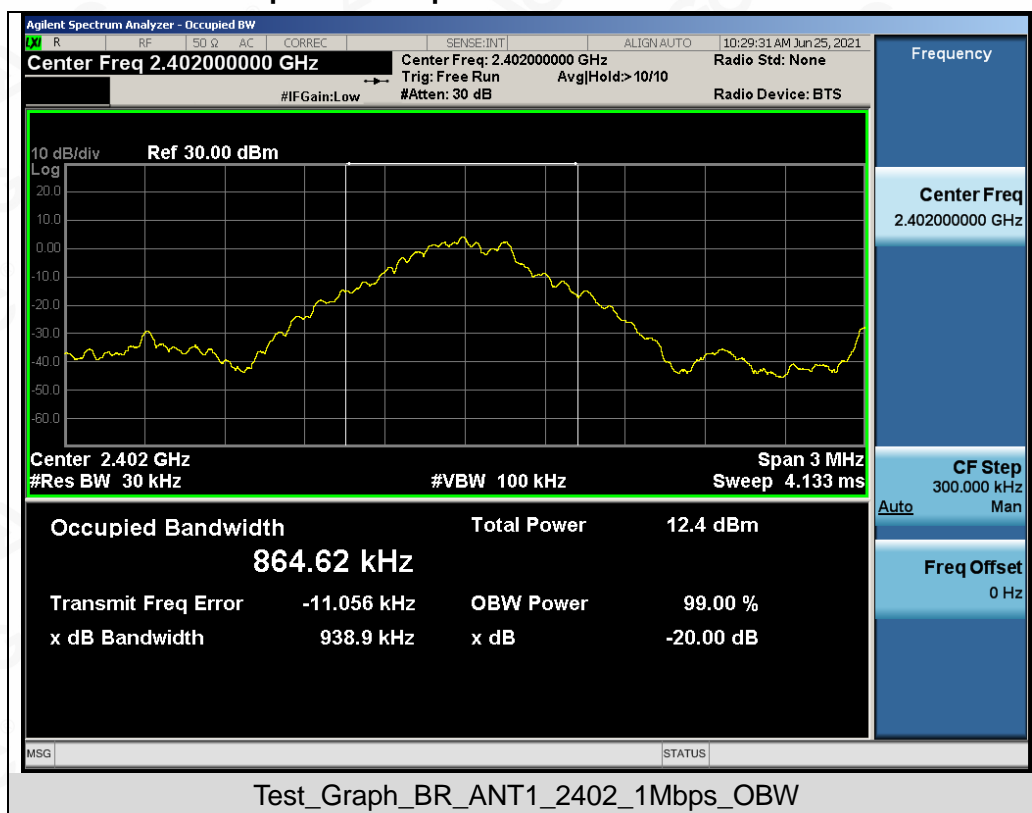 Agilent Spectrum Analyzer - Occupied BW
LXI R RF 50 Ω AC CORREC SENSE:INT ALIGN AUTO 10:29:31 AM Jun 25, 2021
Center Freq 2.402000000 GHz
Center Freq: 2.402000000 GHz
Radio Std: None
Trig: Free Run Avg|Hold:> 10/10
#IFGain:Low
#Atten: 30 dB
Radio Device: BTS
Frequency
10 dB/div Ref 30.00 dBm
Log
20.0
10.0
0.00
-10.0
-20.0
-30.0
-40.0
-50.0
-60.0
Center 2.402 GHz Span 3 MHz
#Res BW 30 kHz #VBW 100 kHz Sweep 4.133 ms
Center Freq
2.402000000 GHz
CF Step
300.000 kHz
Auto Man
Freq Offset
0 Hz
Occupied Bandwidth
864.62 kHz
Total Power 12.4 dBm
Transmit Freq Error -11.056 kHz OBW Power 99.00 %
x dB Bandwidth 938.9 kHz x dB -20.00 dB
MSG STATUS
Test_Graph_BR_ANT1_2402_1Mbps_OBW